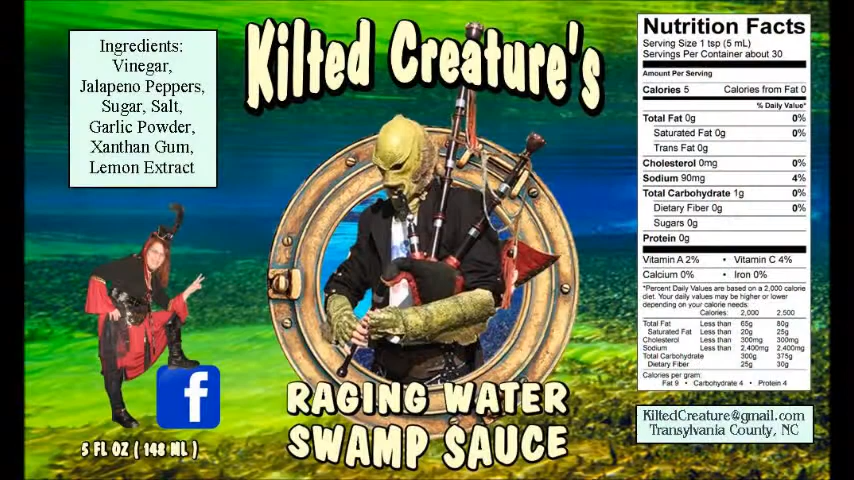 Kilted Creature's
Ingredients:
Vinegar,
Jalapeno Peppers,
Sugar, Salt,
Garlic Powder,
Xanthan Gum,
Lemon Extract
f
5 FL OZ ( 148 ML )
RAGING WATER
SWAMP SAUCE
Nutrition Facts
Serving Size 1 tsp (5 mL)
Servings Per Container about 30
Amount Per Serving
Calories 5 Calories from Fat 0
% Daily Value*
Total Fat 0g 0%
Saturated Fat 0g 0%
Trans Fat 0g
Cholesterol 0mg 0%
Sodium 90mg 4%
Total Carbohydrate 1g 0%
Dietary Fiber 0g 0%
Sugars 0g
Protein 0g
Vitamin A 2% • Vitamin C 4%
Calcium 0% • Iron 0%
*Percent Daily Values are based on a 2,000 calorie
diet. Your daily values may be higher or lower
depending on your calorie needs:
Calories: 2,000 2,500
Total Fat Less than 65g 80g
Saturated Fat Less than 20g 25g
Cholesterol Less than 300mg 300mg
Sodium Less than 2,400mg 2,400mg
Total Carbohydrate 300g 375g
Dietary Fiber 25g 30g
Calories per gram:
Fat 9 • Carbohydrate 4 • Protein 4
KiltedCreature@gmail.com
Transylvania County, NC